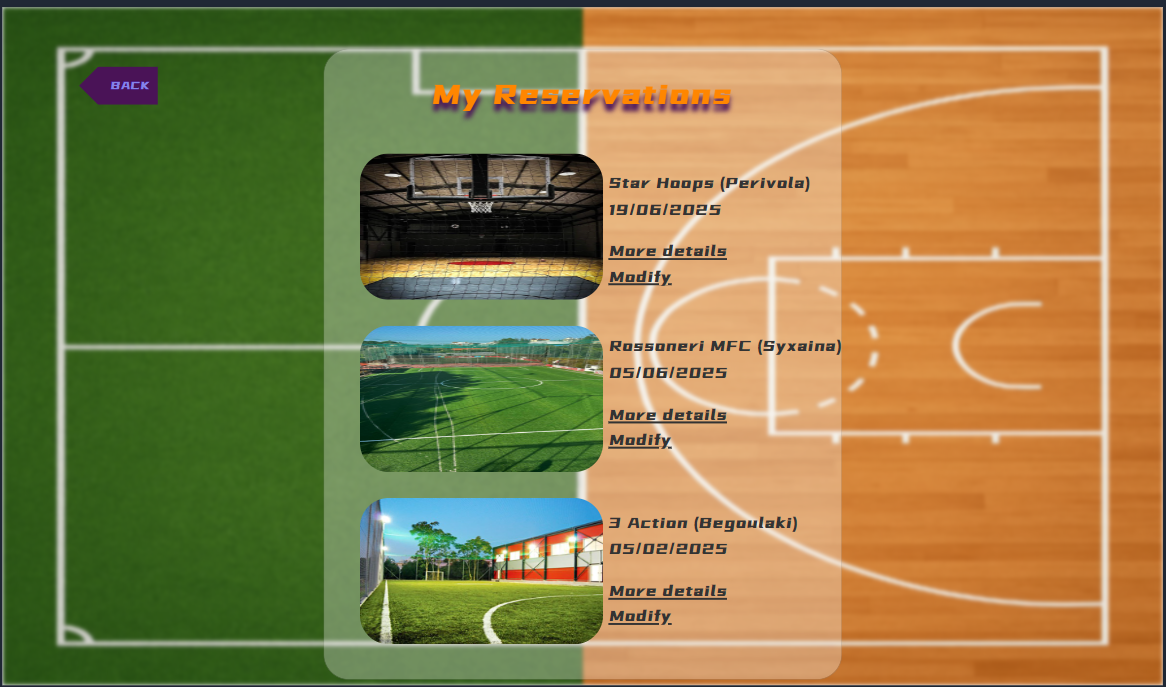 BACK
My Reservations
Star Hoops (Perivola)
19/06/2025
More details
Modify
Rossoneri MFC (Syxaina)
05/06/2025
More details
Modify
3 Action (Begoulaki)
05/02/2025
More details
Modify